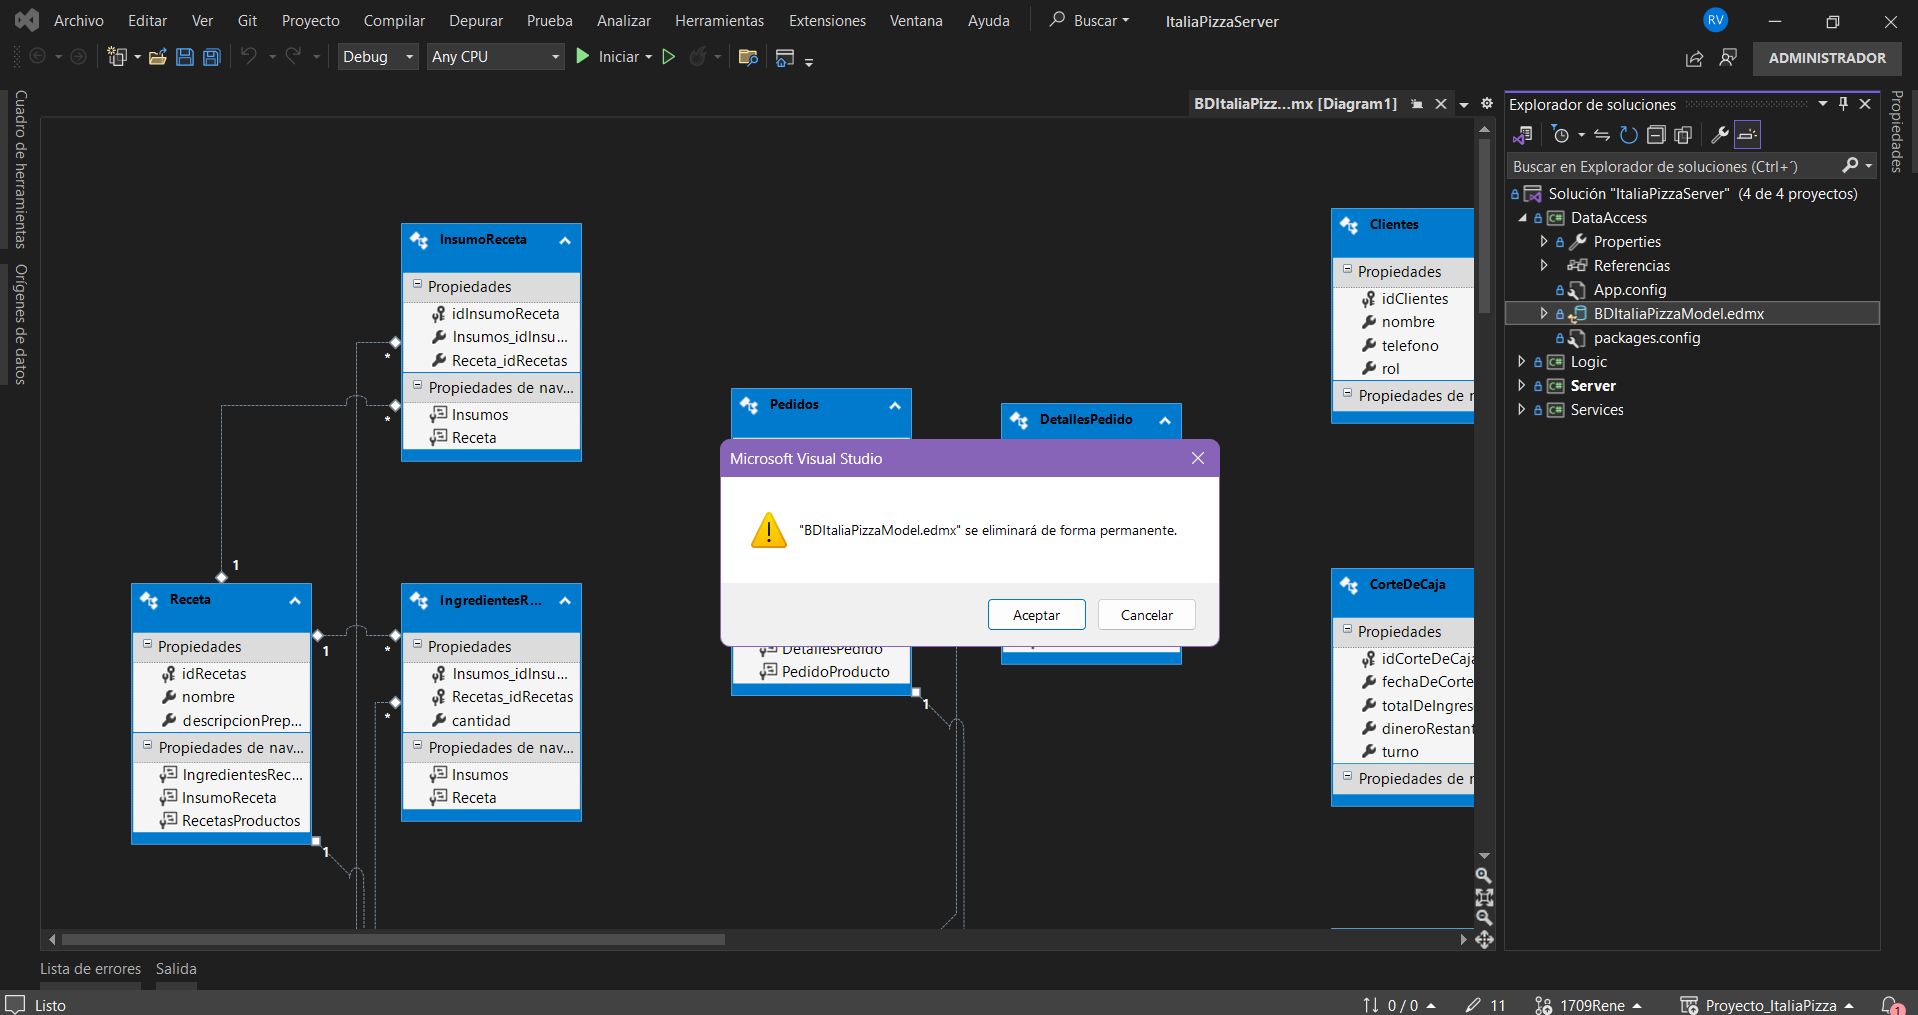 Archivo Editar Ver Git Proyecto Compilar Depurar Prueba Analizar Herramientas Extensiones Ventana Ayuda Buscar ItaliaPizzaServer RV
Debug Any CPU Iniciar ADMINISTRADOR
Cuadro de herramientas
Orígenes de datos
BDItaliaPizz...mx [Diagram1]
InsumoReceta
Propiedades
idInsumoReceta
Insumos_idInsu...
Receta_idRecetas
Propiedades de nav...
Insumos
Receta
*
*
1
Receta
Propiedades
idRecetas
nombre
descripcionPrep...
Propiedades de nav...
IngredientesRec...
InsumoReceta
RecetasProductos
1
*
1
IngredientesR...
Propiedades
Insumos_idInsu...
Recetas_idRecetas
cantidad
Propiedades de nav...
Insumos
Receta
*
Pedidos
DetallesPedido
PedidoProducto
1
DetallesPedido
Clientes
Propiedades
idClientes
nombre
telefono
rol
Propiedades de n
CorteDeCaja
Propiedades
idCorteDeCaja
fechaDeCorte
totalDeIngres
dineroRestant
turno
Propiedades de n
Microsoft Visual Studio
"BDItaliaPizzaModel.edmx" se eliminará de forma permanente.
Aceptar Cancelar
Explorador de soluciones
Buscar en Explorador de soluciones (Ctrl+´)
Solución "ItaliaPizzaServer" (4 de 4 proyectos)
DataAccess
Properties
Referencias
App.config
BDItaliaPizzaModel.edmx
packages.config
Logic
Server
Services
Propiedades
Lista de errores Salida
Listo 0 / 0 11 1709Rene Proyecto_ItaliaPizza 1